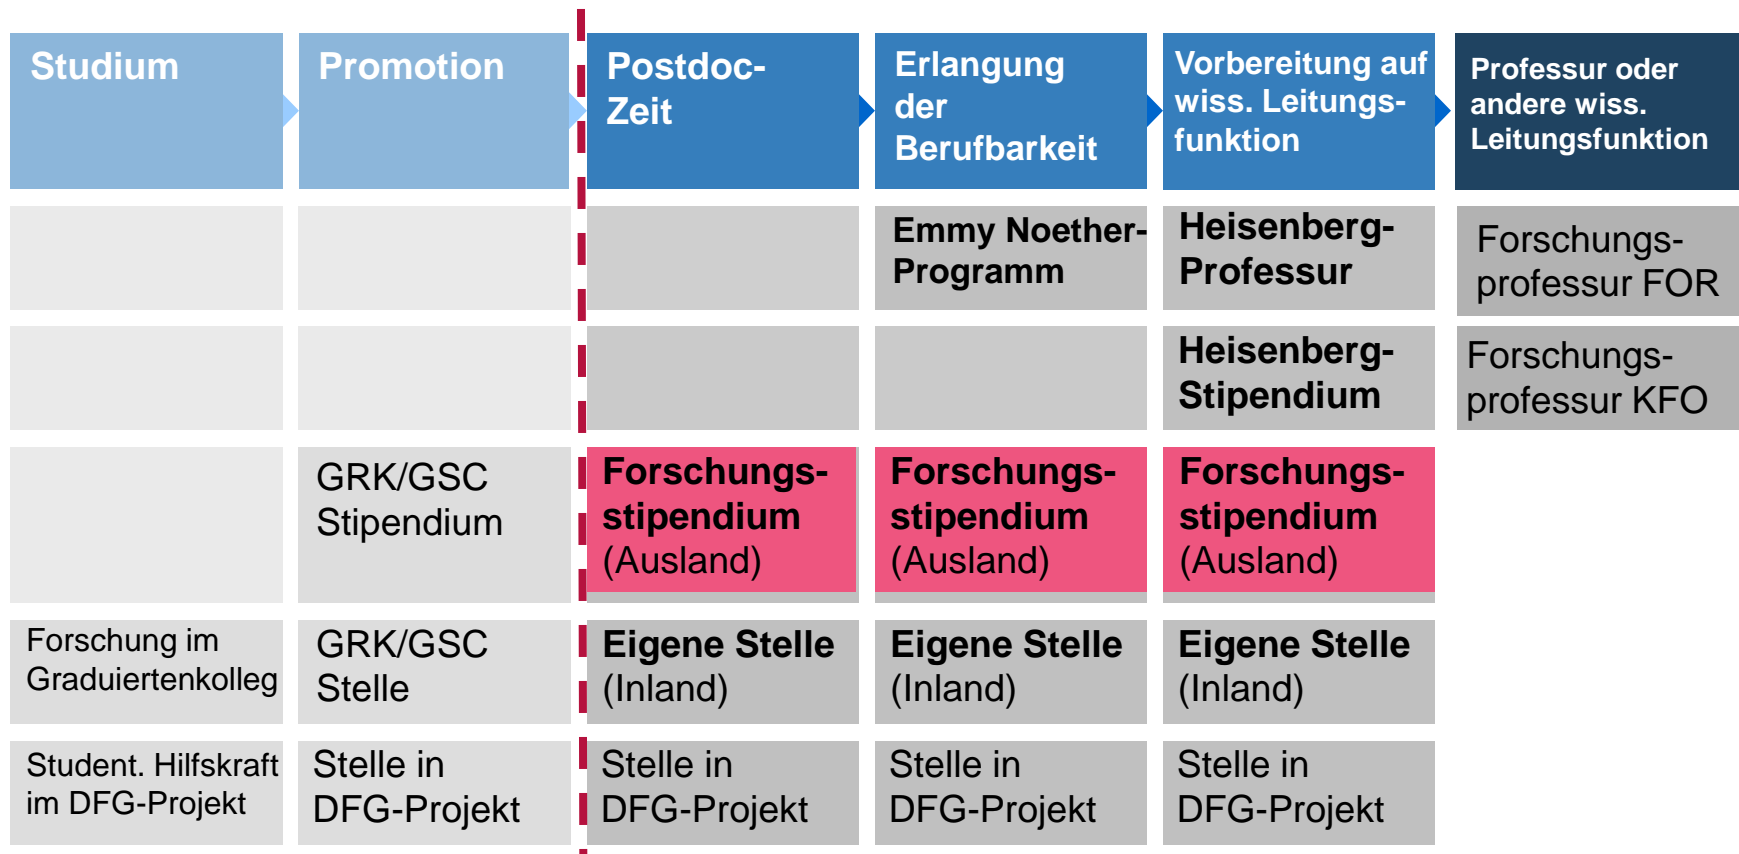 Studium
Promotion
Postdoc-
Zeit
Erlangung
der
Berufbarkeit
Vorbereitung auf
wiss. Leitungs-
funktion
Professur oder
andere wiss.
Leitungsfunktion
Emmy Noether-
Programm
Heisenberg-
Professur
Forschungs-
professur FOR
Heisenberg-
Stipendium
Forschungs-
professur KFO
GRK/GSC
Stipendium
Forschungs-
stipendium
(Ausland)
Forschungs-
stipendium
(Ausland)
Forschungs-
stipendium
(Ausland)
Forschung im
Graduiertenkolleg
GRK/GSC
Stelle
Eigene Stelle
(Inland)
Eigene Stelle
(Inland)
Eigene Stelle
(Inland)
Student. Hilfskraft
im DFG-Projekt
Stelle in
DFG-Projekt
Stelle in
DFG-Projekt
Stelle in
DFG-Projekt
Stelle in
DFG-Projekt